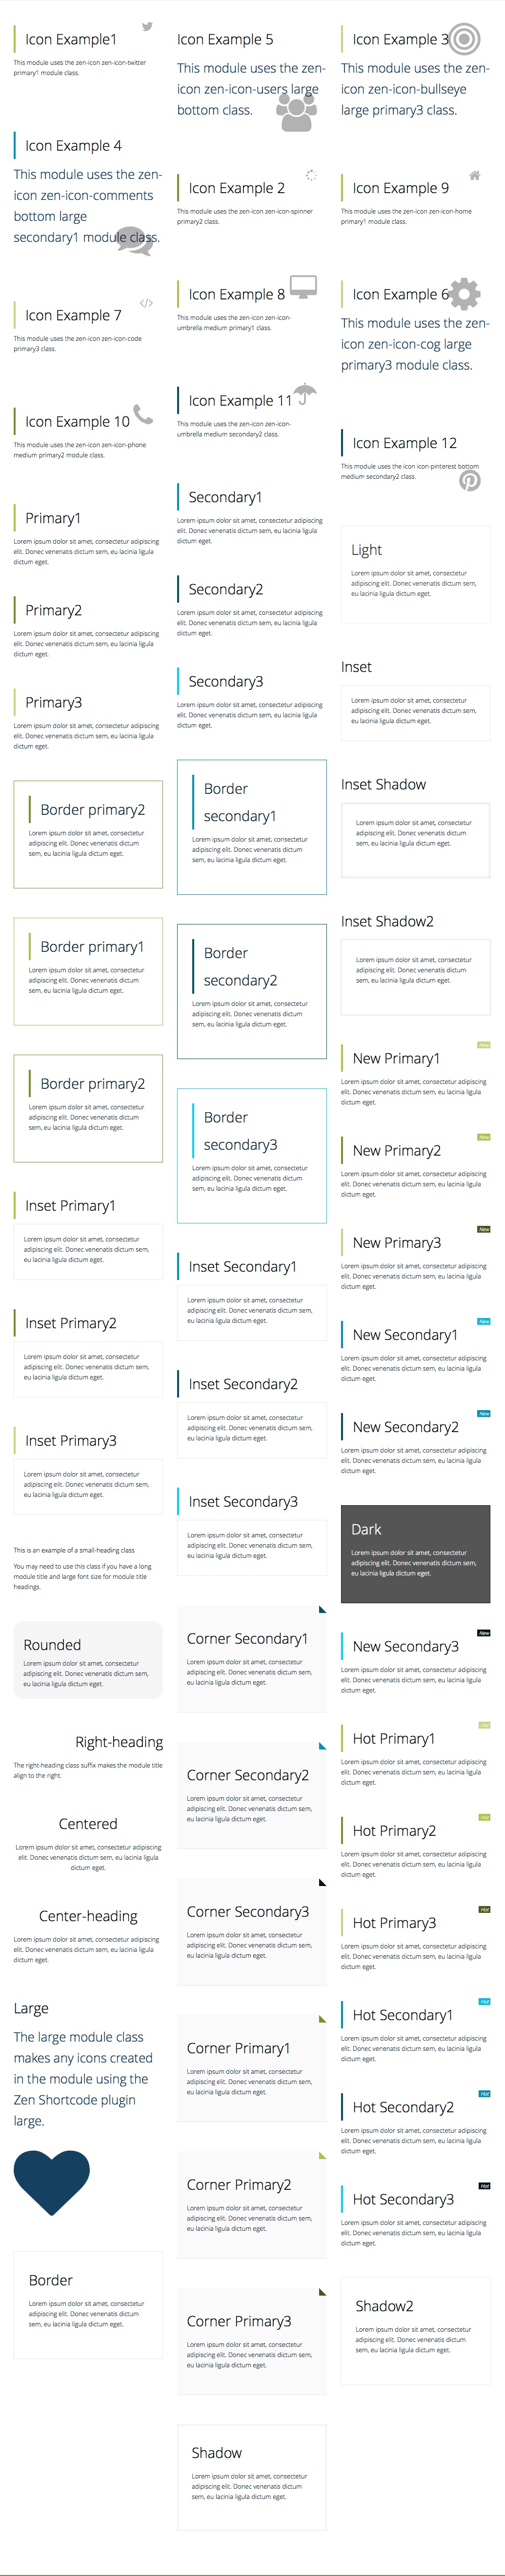 Icon Example1
This module uses the zen-icon zen-icon-twitter
primary1 module class.
Icon Example 4
This module uses the zen-
icon zen-icon-comments
bottom large
secondary1 module class.
Icon Example 7
This module uses the zen-icon zen-icon-code
primary3 class.
Icon Example 10
This module uses the zen-icon zen-icon-phone
medium primary2 module class.
Primary1
Lorem ipsum dolor sit amet, consectetur adipiscing
elit. Donec venenatis dictum sem, eu lacinia ligula
dictum eget.
Primary2
Lorem ipsum dolor sit amet, consectetur adipiscing
elit. Donec venenatis dictum sem, eu lacinia ligula
dictum eget.
Primary3
Lorem ipsum dolor sit amet, consectetur adipiscing
elit. Donec venenatis dictum sem, eu lacinia ligula
dictum eget.
Border primary2
Lorem ipsum dolor sit amet, consectetur
adipiscing elit. Donec venenatis dictum
sem, eu lacinia ligula dictum eget.
Border primary1
Lorem ipsum dolor sit amet, consectetur
adipiscing elit. Donec venenatis dictum
sem, eu lacinia ligula dictum eget.
Border primary2
Lorem ipsum dolor sit amet, consectetur
adipiscing elit. Donec venenatis dictum
sem, eu lacinia ligula dictum eget.
Inset Primary1
Lorem ipsum dolor sit amet, consectetur
adipiscing elit. Donec venenatis dictum sem,
eu lacinia ligula dictum eget.
Inset Primary2
Lorem ipsum dolor sit amet, consectetur
adipiscing elit. Donec venenatis dictum sem,
eu lacinia ligula dictum eget.
Inset Primary3
Lorem ipsum dolor sit amet, consectetur
adipiscing elit. Donec venenatis dictum sem,
eu lacinia ligula dictum eget.
This is an example of a small-heading class
You may need to use this class if you have a long
module title and large font size for module title
headings.
Rounded
Lorem ipsum dolor sit amet, consectetur
adipiscing elit. Donec venenatis dictum sem,
eu lacinia ligula dictum eget.
Right-heading
The right-heading class suffix makes the module title
align to the right.
Centered
Lorem ipsum dolor sit amet, consectetur adipiscing
elit. Donec venenatis dictum sem, eu lacinia ligula
dictum eget.
Center-heading
Lorem ipsum dolor sit amet, consectetur adipiscing
elit. Donec venenatis dictum sem, eu lacinia ligula
dictum eget.
Large
The large module class
makes any icons created
in the module using the
Zen Shortcode plugin
large.
Border
Lorem ipsum dolor sit amet, consectetur
adipiscing elit. Donec venenatis dictum
sem, eu lacinia ligula dictum eget.
Icon Example 5
This module uses the zen-
icon zen-icon-users large
bottom class.
Icon Example 2
This module uses the zen-icon zen-icon-spinner
primary2 class.
Icon Example 8
This module uses the zen-icon zen-icon-
umbrella medium primary1 class.
Icon Example 11
This module uses the zen-icon zen-icon-
umbrella medium secondary2 class.
Secondary1
Lorem ipsum dolor sit amet, consectetur adipiscing
elit. Donec venenatis dictum sem, eu lacinia ligula
dictum eget.
Secondary2
Lorem ipsum dolor sit amet, consectetur adipiscing
elit. Donec venenatis dictum sem, eu lacinia ligula
dictum eget.
Secondary3
Lorem ipsum dolor sit amet, consectetur adipiscing
elit. Donec venenatis dictum sem, eu lacinia ligula
dictum eget.
Border
secondary1
Lorem ipsum dolor sit amet, consectetur
adipiscing elit. Donec venenatis dictum
sem, eu lacinia ligula dictum eget.
Border
secondary2
Lorem ipsum dolor sit amet, consectetur
adipiscing elit. Donec venenatis dictum
sem, eu lacinia ligula dictum eget.
Border
secondary3
Lorem ipsum dolor sit amet, consectetur
adipiscing elit. Donec venenatis dictum
sem, eu lacinia ligula dictum eget.
Inset Secondary1
Lorem ipsum dolor sit amet, consectetur
adipiscing elit. Donec venenatis dictum sem,
eu lacinia ligula dictum eget.
Inset Secondary2
Lorem ipsum dolor sit amet, consectetur
adipiscing elit. Donec venenatis dictum sem,
eu lacinia ligula dictum eget.
Inset Secondary3
Lorem ipsum dolor sit amet, consectetur
adipiscing elit. Donec venenatis dictum sem,
eu lacinia ligula dictum eget.
Corner Secondary1
Lorem ipsum dolor sit amet, consectetur
adipiscing elit. Donec venenatis dictum sem,
eu lacinia ligula dictum eget.
Corner Secondary2
Lorem ipsum dolor sit amet, consectetur
adipiscing elit. Donec venenatis dictum sem,
eu lacinia ligula dictum eget.
Corner Secondary3
Lorem ipsum dolor sit amet, consectetur
adipiscing elit. Donec venenatis dictum sem,
eu lacinia ligula dictum eget.
Corner Primary1
Lorem ipsum dolor sit amet, consectetur
adipiscing elit. Donec venenatis dictum sem,
eu lacinia ligula dictum eget.
Corner Primary2
Lorem ipsum dolor sit amet, consectetur
adipiscing elit. Donec venenatis dictum sem,
eu lacinia ligula dictum eget.
Corner Primary3
Lorem ipsum dolor sit amet, consectetur
adipiscing elit. Donec venenatis dictum sem,
eu lacinia ligula dictum eget.
Shadow
Lorem ipsum dolor sit amet, consectetur
adipiscing elit. Donec venenatis dictum
sem, eu lacinia ligula dictum eget.
Icon Example 3
This module uses the zen-
icon zen-icon-bullseye
large primary3 class.
Icon Example 9
This module uses the zen-icon zen-icon-home
primary1 module class.
Icon Example 6
This module uses the zen-
icon zen-icon-cog large
primary3 module class.
Icon Example 12
This module uses the icon icon-pinterest bottom
medium secondary2 class.
Light
Lorem ipsum dolor sit amet, consectetur
adipiscing elit. Donec venenatis dictum sem,
eu lacinia ligula dictum eget.
Inset
Lorem ipsum dolor sit amet, consectetur
adipiscing elit. Donec venenatis dictum sem,
eu lacinia ligula dictum eget.
Inset Shadow
Lorem ipsum dolor sit amet, consectetur
adipiscing elit. Donec venenatis dictum
sem, eu lacinia ligula dictum eget.
Inset Shadow2
Lorem ipsum dolor sit amet, consectetur
adipiscing elit. Donec venenatis dictum
sem, eu lacinia ligula dictum eget.
New
New Primary1
Lorem ipsum dolor sit amet, consectetur adipiscing
elit. Donec venenatis dictum sem, eu lacinia ligula
dictum eget.
New
New Primary2
Lorem ipsum dolor sit amet, consectetur adipiscing
elit. Donec venenatis dictum sem, eu lacinia ligula
dictum eget.
New
New Primary3
Lorem ipsum dolor sit amet, consectetur adipiscing
elit. Donec venenatis dictum sem, eu lacinia ligula
dictum eget.
New
New Secondary1
Lorem ipsum dolor sit amet, consectetur adipiscing
elit. Donec venenatis dictum sem, eu lacinia ligula
dictum eget.
New
New Secondary2
Lorem ipsum dolor sit amet, consectetur adipiscing
elit. Donec venenatis dictum sem, eu lacinia ligula
dictum eget.
Dark
Lorem ipsum dolor sit amet, consectetur
adipiscing elit. Donec venenatis dictum sem,
eu lacinia ligula dictum eget.
New
New Secondary3
Lorem ipsum dolor sit amet, consectetur adipiscing
elit. Donec venenatis dictum sem, eu lacinia ligula
dictum eget.
Hot
Hot Primary1
Lorem ipsum dolor sit amet, consectetur adipiscing
elit. Donec venenatis dictum sem, eu lacinia ligula
dictum eget.
Hot
Hot Primary2
Lorem ipsum dolor sit amet, consectetur adipiscing
elit. Donec venenatis dictum sem, eu lacinia ligula
dictum eget.
Hot
Hot Primary3
Lorem ipsum dolor sit amet, consectetur adipiscing
elit. Donec venenatis dictum sem, eu lacinia ligula
dictum eget.
Hot
Hot Secondary1
Lorem ipsum dolor sit amet, consectetur adipiscing
elit. Donec venenatis dictum sem, eu lacinia ligula
dictum eget.
Hot
Hot Secondary2
Lorem ipsum dolor sit amet, consectetur adipiscing
elit. Donec venenatis dictum sem, eu lacinia ligula
dictum eget.
Hot
Hot Secondary3
Lorem ipsum dolor sit amet, consectetur adipiscing
elit. Donec venenatis dictum sem, eu lacinia ligula
dictum eget.
Shadow2
Lorem ipsum dolor sit amet, consectetur
adipiscing elit. Donec venenatis dictum
sem, eu lacinia ligula dictum eget.